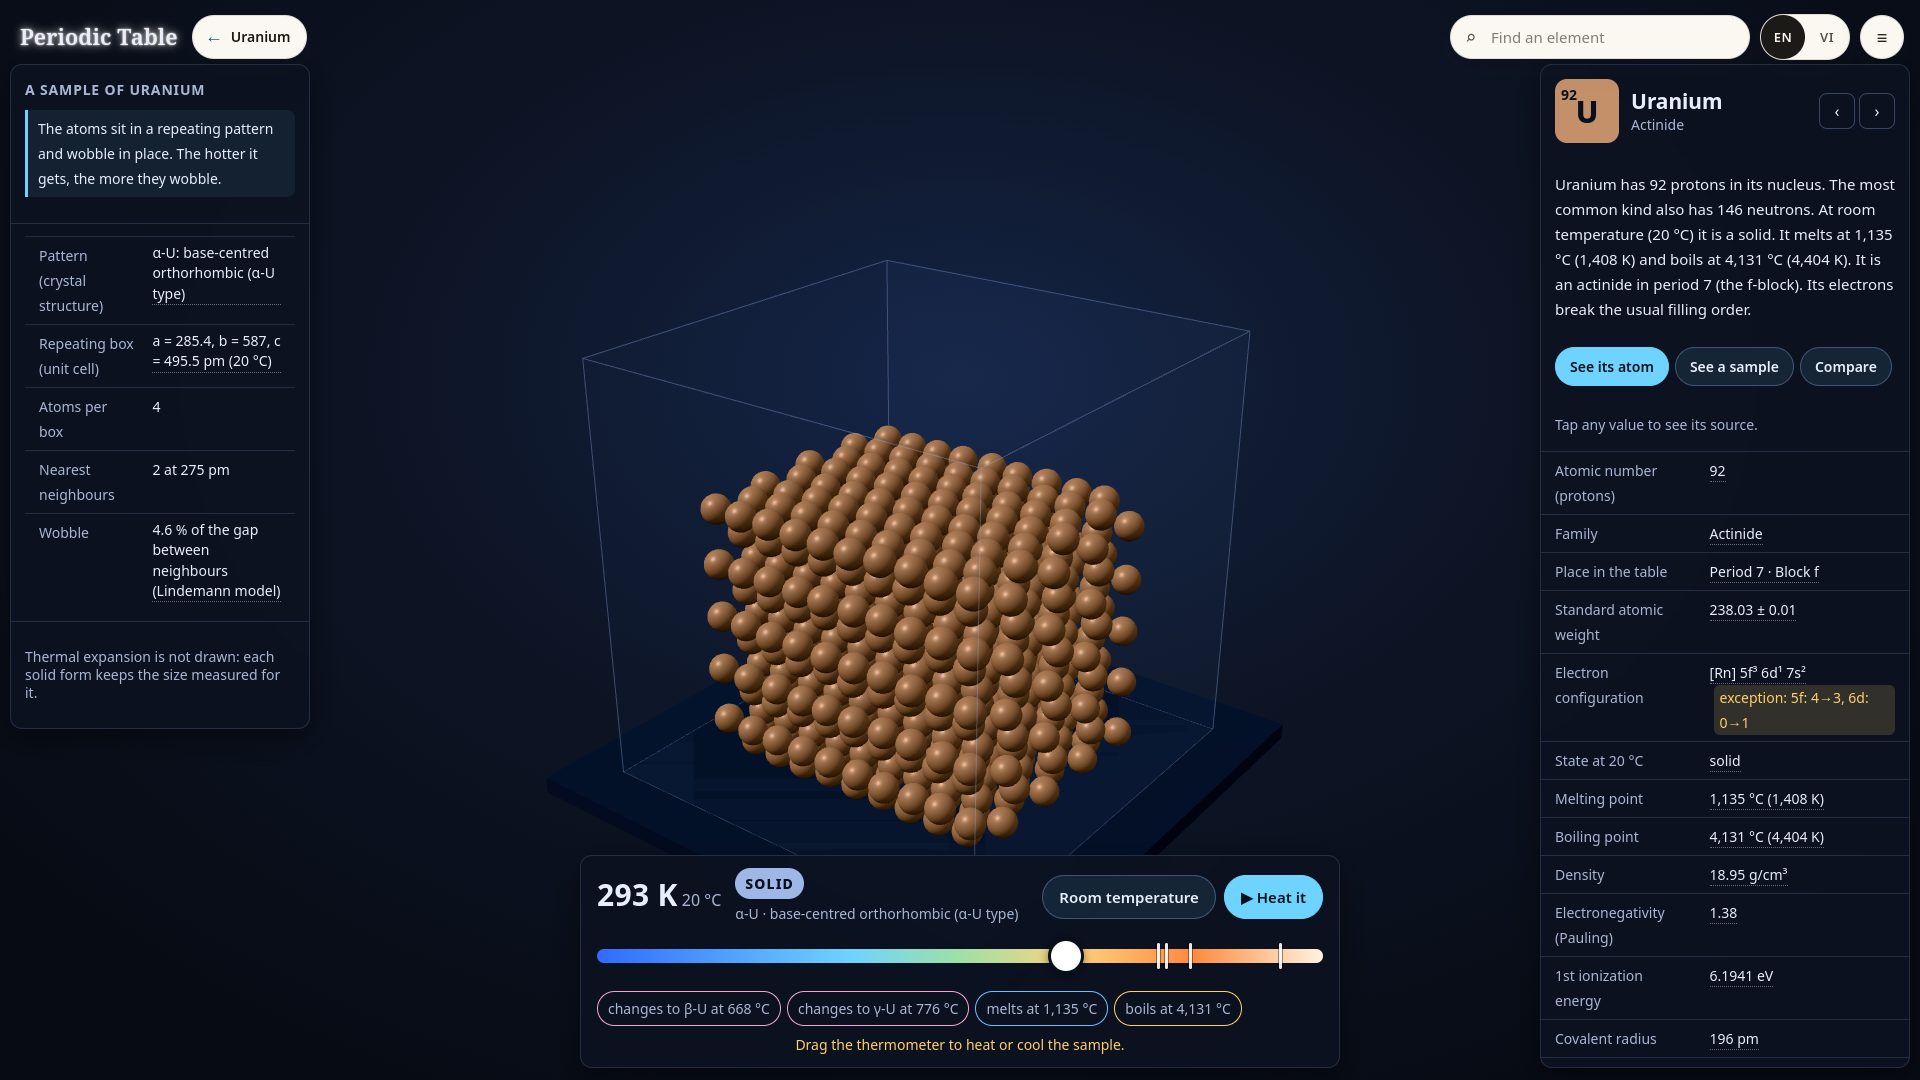 Periodic Table
← Uranium
Find an element
EN
VI
≡
A SAMPLE OF URANIUM
The atoms sit in a repeating pattern
and wobble in place. The hotter it
gets, the more they wobble.
Pattern
(crystal
structure)
α-U: base-centred
orthorhombic (α-U
type)
Repeating box
(unit cell)
a = 285.4, b = 587, c
= 495.5 pm (20 °C)
Atoms per
box
4
Nearest
neighbours
2 at 275 pm
Wobble
4.6 % of the gap
between
neighbours
(Lindemann model)
Thermal expansion is not drawn: each
solid form keeps the size measured for
it.
293 K 20 °C
SOLID
α-U · base-centred orthorhombic (α-U type)
Room temperature
▶ Heat it
changes to β-U at 668 °C
changes to γ-U at 776 °C
melts at 1,135 °C
boils at 4,131 °C
Drag the thermometer to heat or cool the sample.
92
U
Uranium
Actinide
‹
›
Uranium has 92 protons in its nucleus. The most
common kind also has 146 neutrons. At room
temperature (20 °C) it is a solid. It melts at 1,135
°C (1,408 K) and boils at 4,131 °C (4,404 K). It is
an actinide in period 7 (the f-block). Its electrons
break the usual filling order.
See its atom
See a sample
Compare
Tap any value to see its source.
Atomic number
(protons)
92
Family
Actinide
Place in the table
Period 7 · Block f
Standard atomic
weight
238.03 ± 0.01
Electron
configuration
[Rn] 5f³ 6d¹ 7s²
exception: 5f: 4→3, 6d:
0→1
State at 20 °C
solid
Melting point
1,135 °C (1,408 K)
Boiling point
4,131 °C (4,404 K)
Density
18.95 g/cm³
Electronegativity
(Pauling)
1.38
1st ionization
energy
6.1941 eV
Covalent radius
196 pm